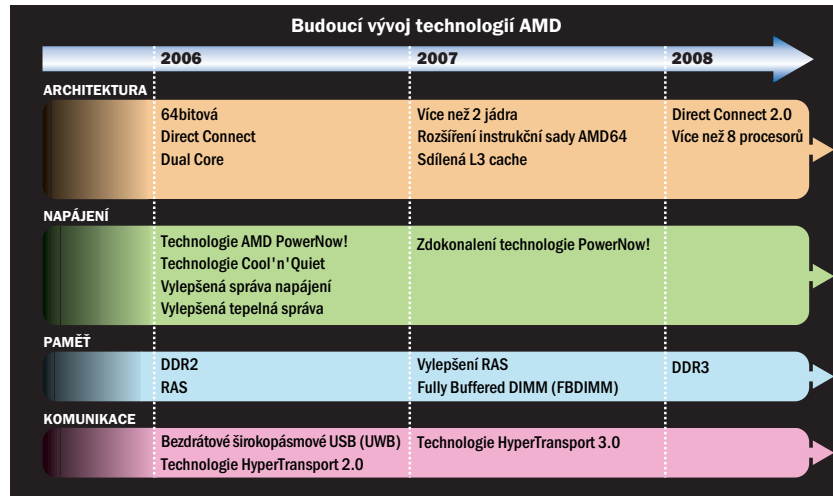 Budoucí vývoj technologií AMD
2006 2007 2008
ARCHITEKTURA
64bitová Více než 2 jádra Direct Connect 2.0
Direct Connect Rozšíření instrukční sady AMD64 Více než 8 procesorů
Dual Core Sdílená L3 cache
NAPÁJENÍ
Technologie AMD PowerNow! Zdokonalení technologie PowerNow!
Technologie Cool'n'Quiet
Vylepšená správa napájení
Vylepšená tepelná správa
PAMĚŤ
DDR2 Vylepšení RAS DDR3
RAS Fully Buffered DIMM (FBDIMM)
KOMUNIKACE
Bezdrátové širokopásmové USB (UWB) Technologie HyperTransport 3.0
Technologie HyperTransport 2.0